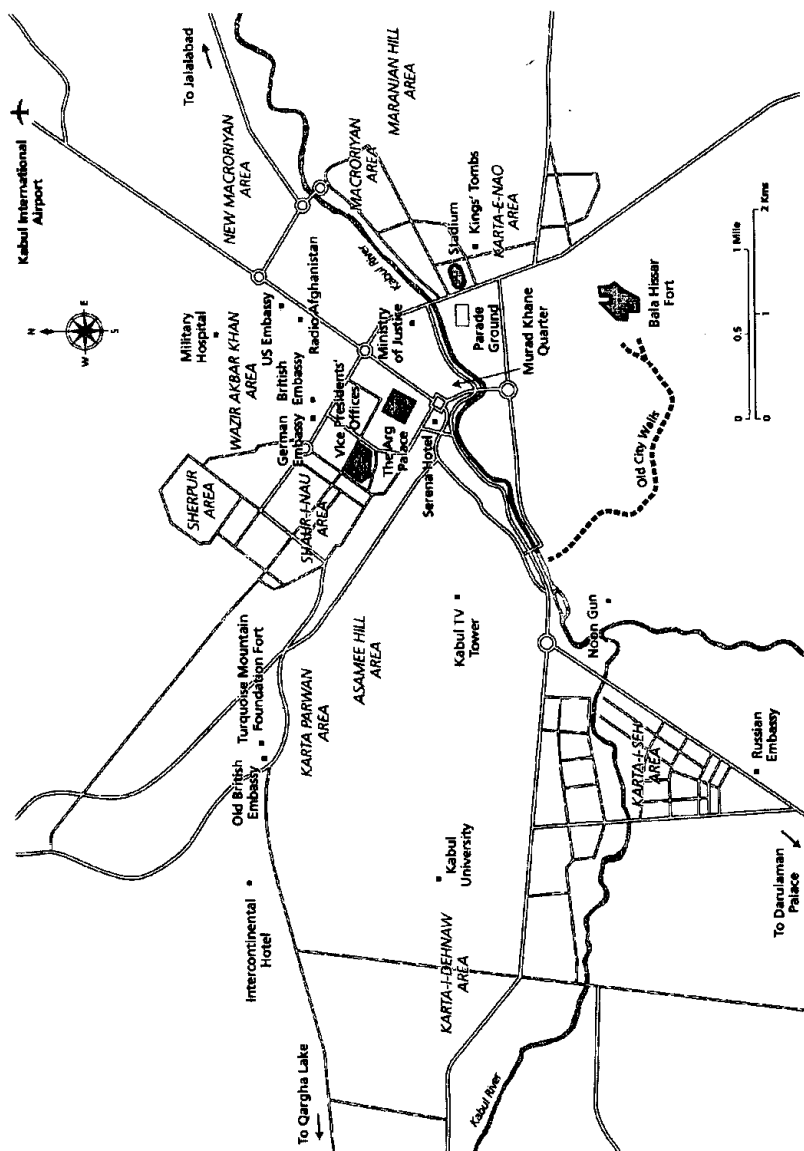 To Qargha Lake
Intercontinental
Hotel
Old British
Embassy
Turquoise Mountain
Foundation Fort
SHERPUR
AREA
WAZIR AKBAR KHAN
AREA
Military
Hospital
N
E
S
W
Kabul International
Airport
To Jalalabad
NEW MACRORIYAN
AREA
US Embassy
Radio Afghanistan
British
Embassy
German
Embassy
Vice Presidents'
Offices
SHAHR-I-NAU
AREA
KARTA PARWAN
AREA
ASAMEE HILL
AREA
The Arg
Palace
Ministry
of Justice
Kabul River
MACRORIYAN
AREA
MARANJAN HILL
AREA
Serena Hotel
Stadium
Kings' Tombs
KARTA-E-NAO
AREA
Parade
Ground
Murad Khane
Quarter
Kabul TV
Tower
Kabul
University
KARTA-I-DEHNAW
AREA
Kabul River
Noon Gun
Old City Walls
Bala Hissar
Fort
KARTA-I-SEH
AREA
Russian
Embassy
To Darulaman
Palace
0 0.5 1 Mile
0 1 2 Kms